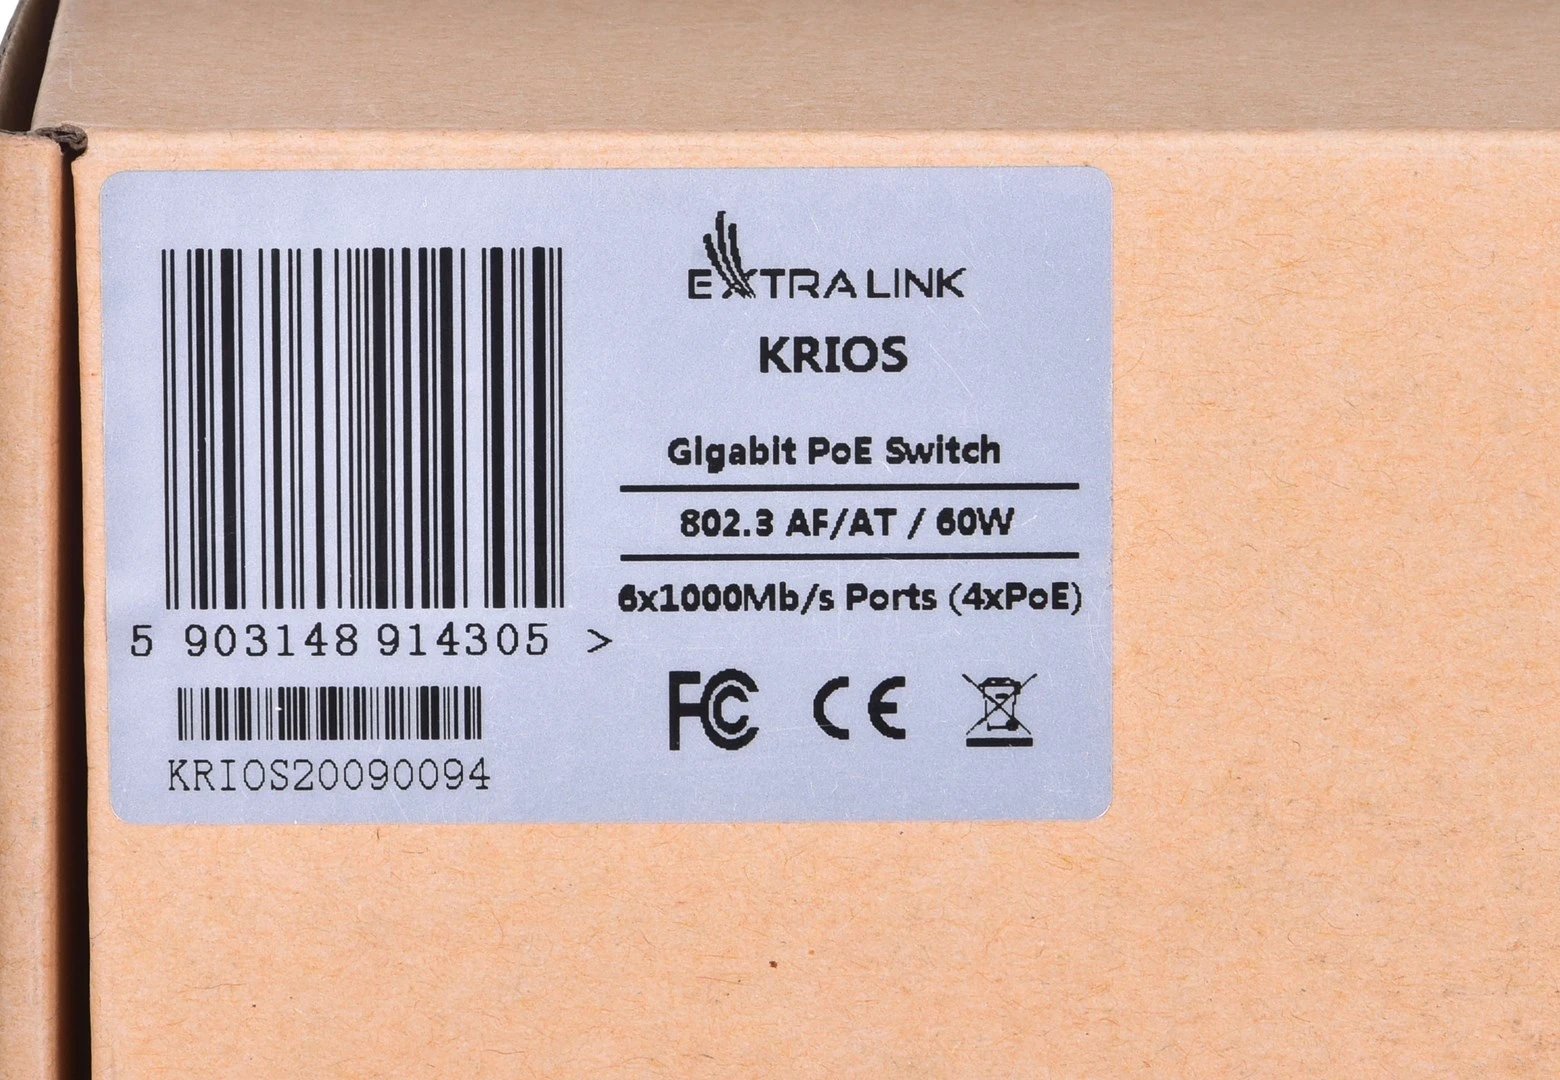 EXTRALINK
KRIOS
Gigabit PoE Switch
802.3 AF/AT / 60W
6x1000Mb/s Ports (4xPoE)
5 903148 914305 >
KRIOS20090094
FC CE